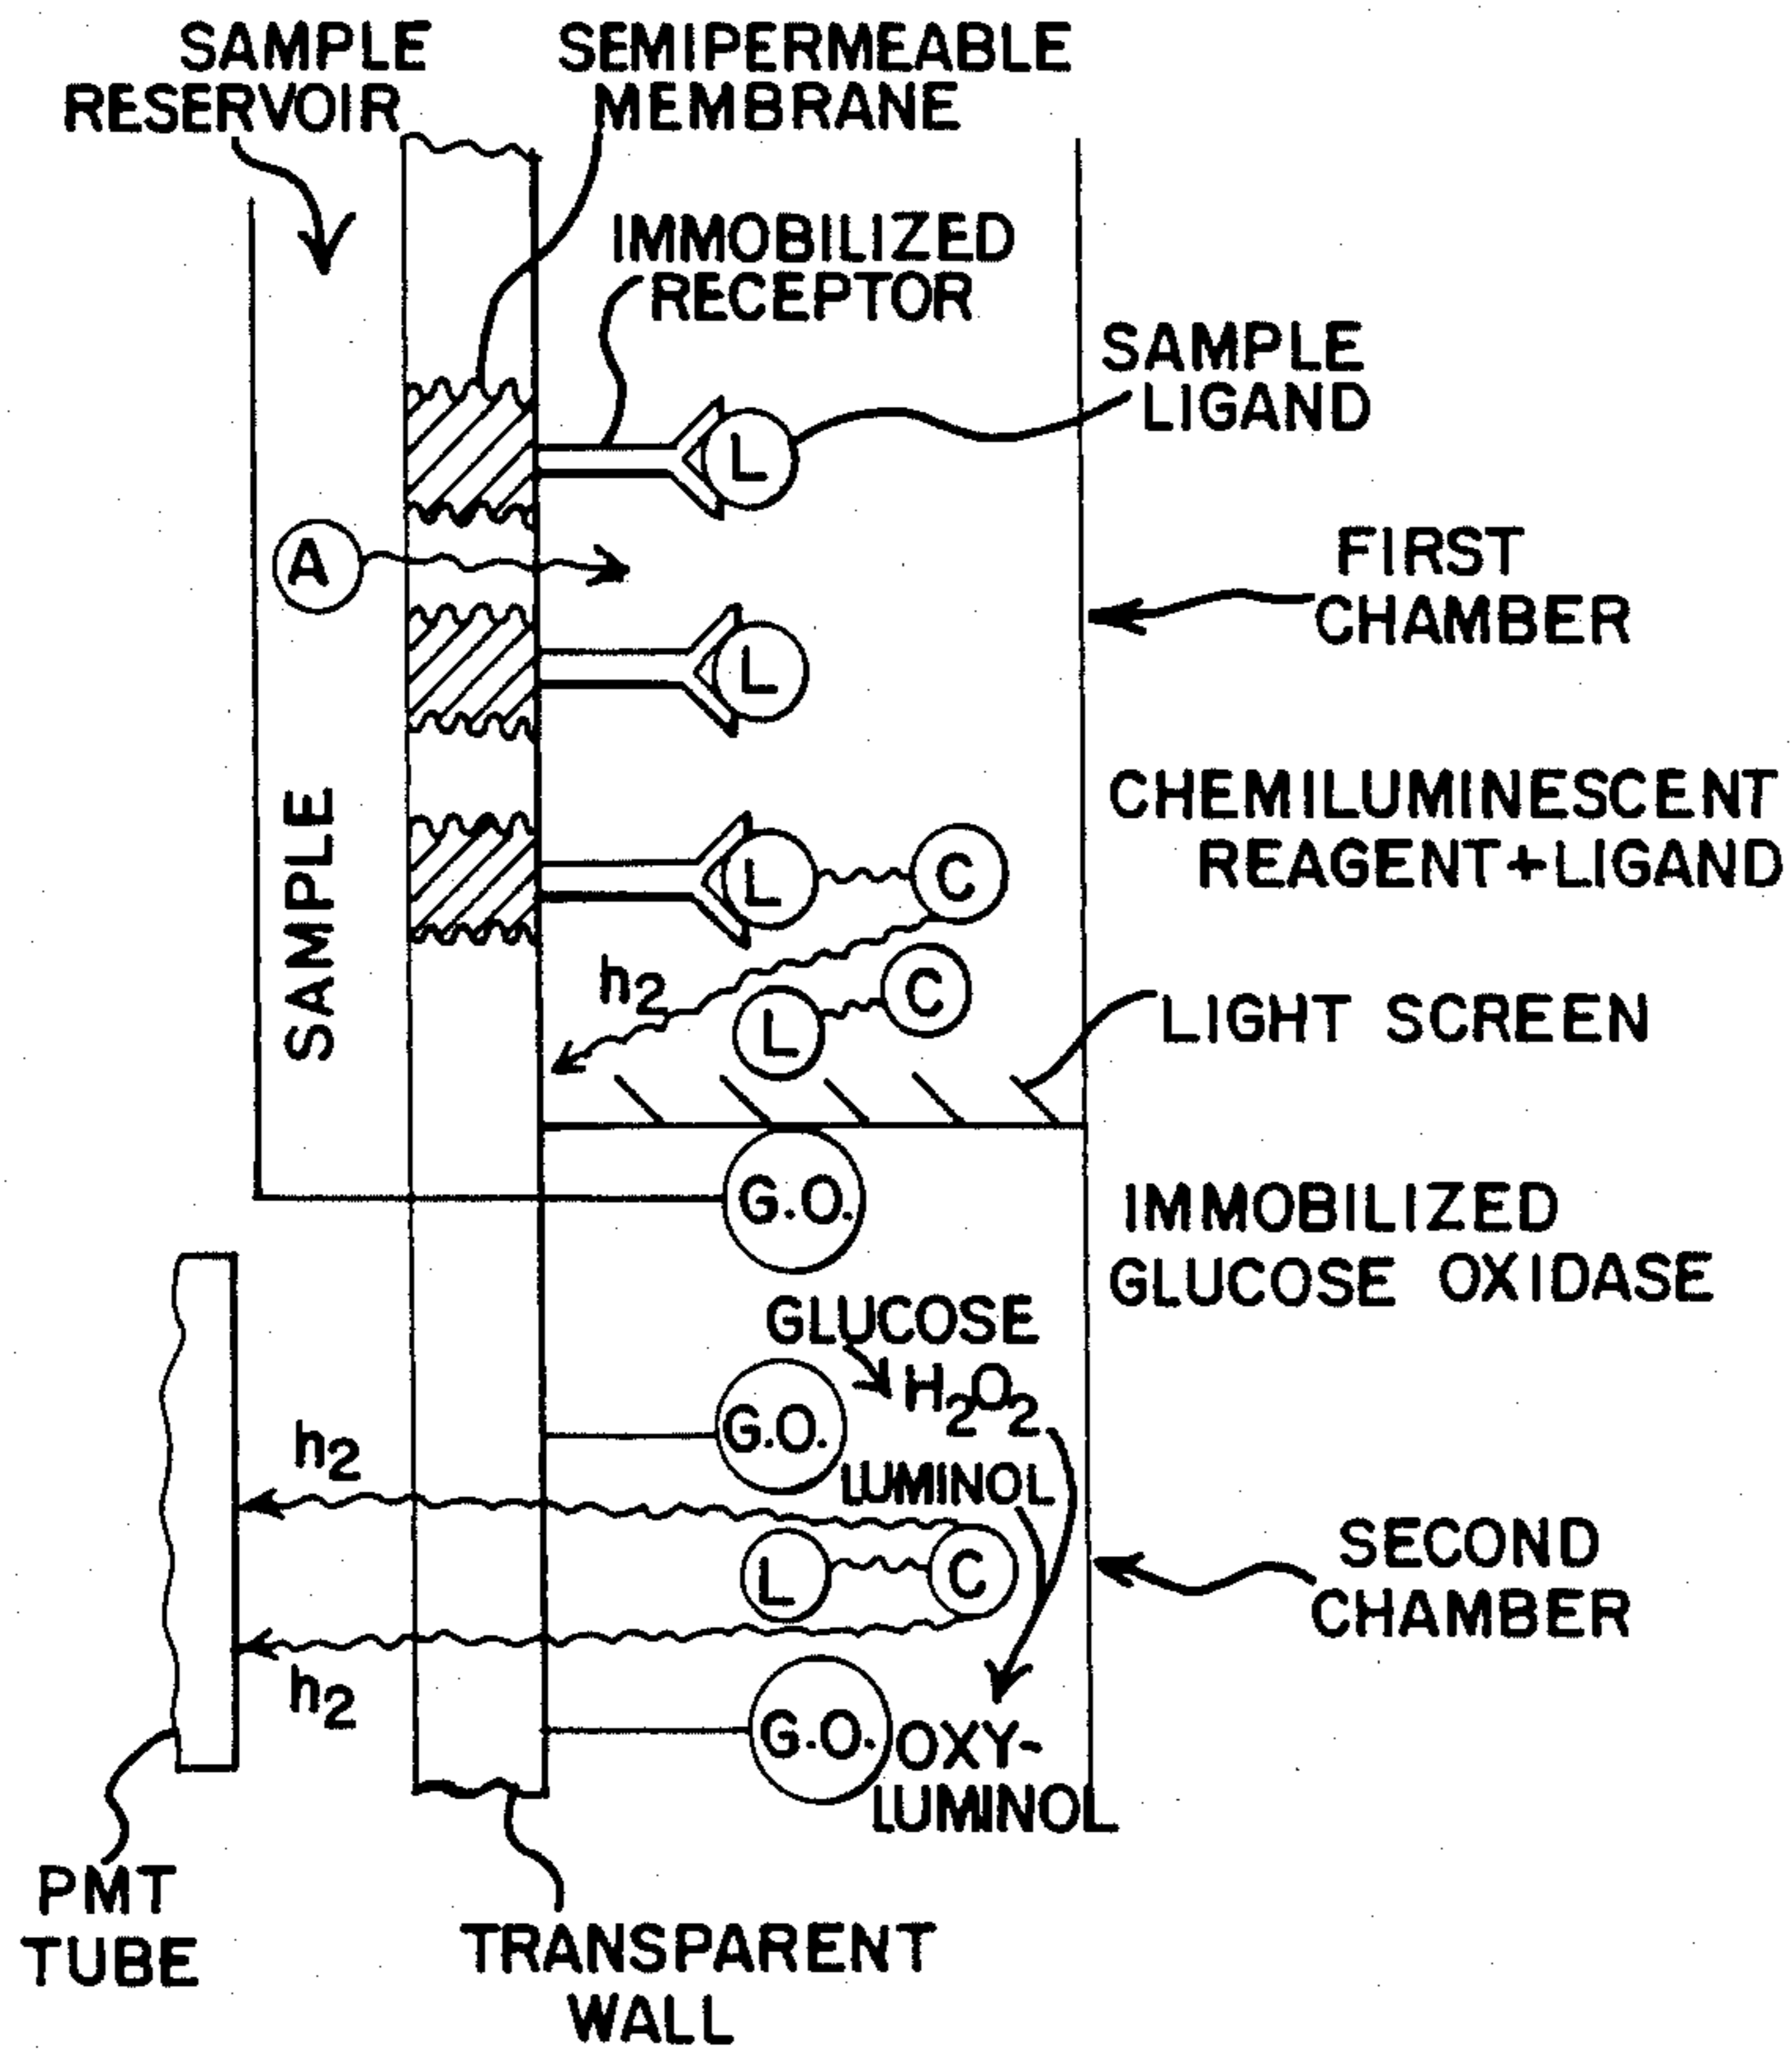 SAMPLE
RESERVOIR
SEMIPERMEABLE
MEMBRANE
IMMOBILIZED
RECEPTOR
SAMPLE
LIGAND
L
A
FIRST
CHAMBER
L
SAMPLE
CHEMILUMINESCENT
REAGENT+LIGAND
L
C
h2
C
L
LIGHT SCREEN
G.O.
IMMOBILIZED
GLUCOSE OXIDASE
GLUCOSE
H2O2
G.O.
h2
LUMINOL
L
C
SECOND
CHAMBER
h2
G.O.
OXY-
LUMINOL
PMT
TUBE
TRANSPARENT
WALL